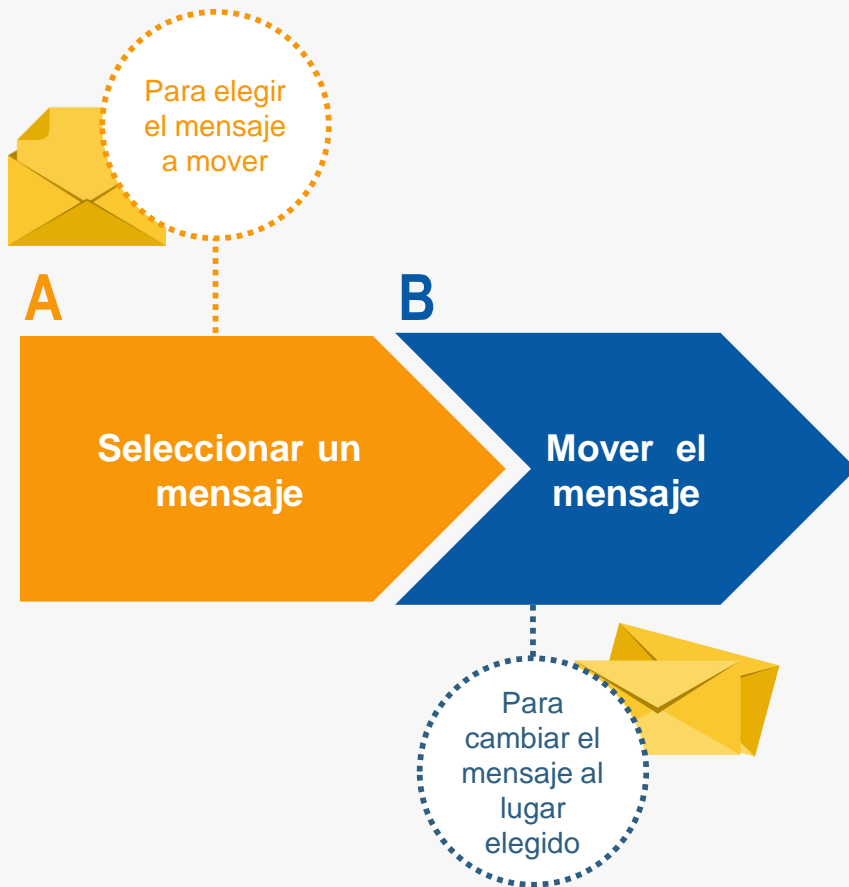 Para elegir
el mensaje
a mover
A
B
Seleccionar un
mensaje
Mover el
mensaje
Para
cambiar el
mensaje al
lugar
elegido